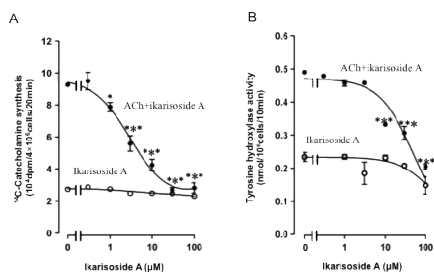 A
¹⁴C-Catecholamine synthesis
(10⁴dpm/4×10⁶cells/20min)
12
10
8
6
4
2
0
ACh+ikarisoside A
*
***
***
***
***
Ikarisoside A
0
1
10
100
Ikarisoside A (μM)
B
Tyrosine hydroxylase activity
(nmol/10⁶cells/10min)
0.6
0.5
0.4
0.3
0.2
0.1
0.0
ACh+ikarisoside A
***
***
***
Ikarisoside A
0
1
10
100
Ikarisoside A (μM)